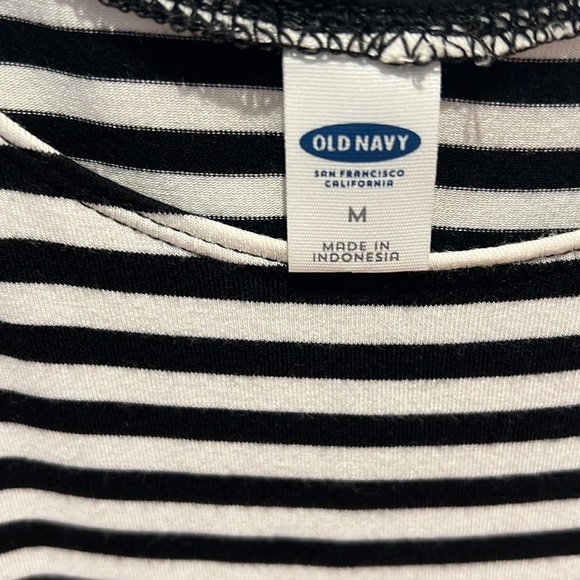 OLD NAVY
SAN FRANCISCO
CALIFORNIA
M
MADE IN
INDONESIA